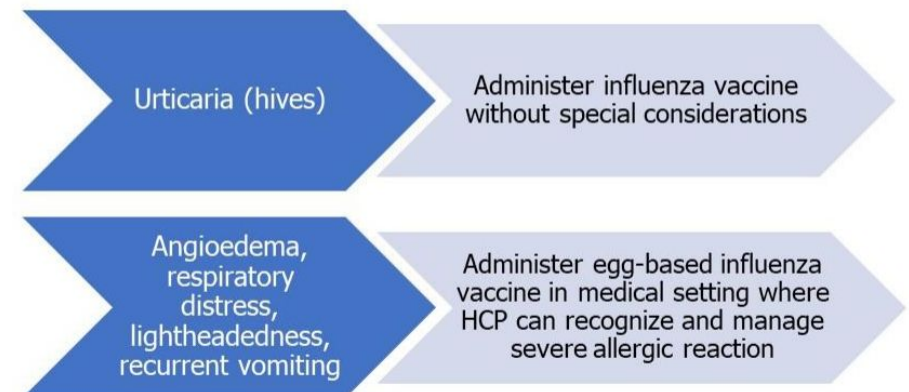 Urticaria (hives)
Administer influenza vaccine
without special considerations
Angioedema,
respiratory
distress,
lightheadedness,
recurrent vomiting
Administer egg-based influenza
vaccine in medical setting where
HCP can recognize and manage
severe allergic reaction